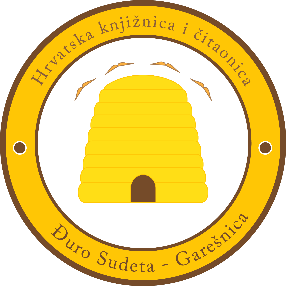 Hrvatska knjižnica i čitaonica
Đuro Sudeta - Garešnica